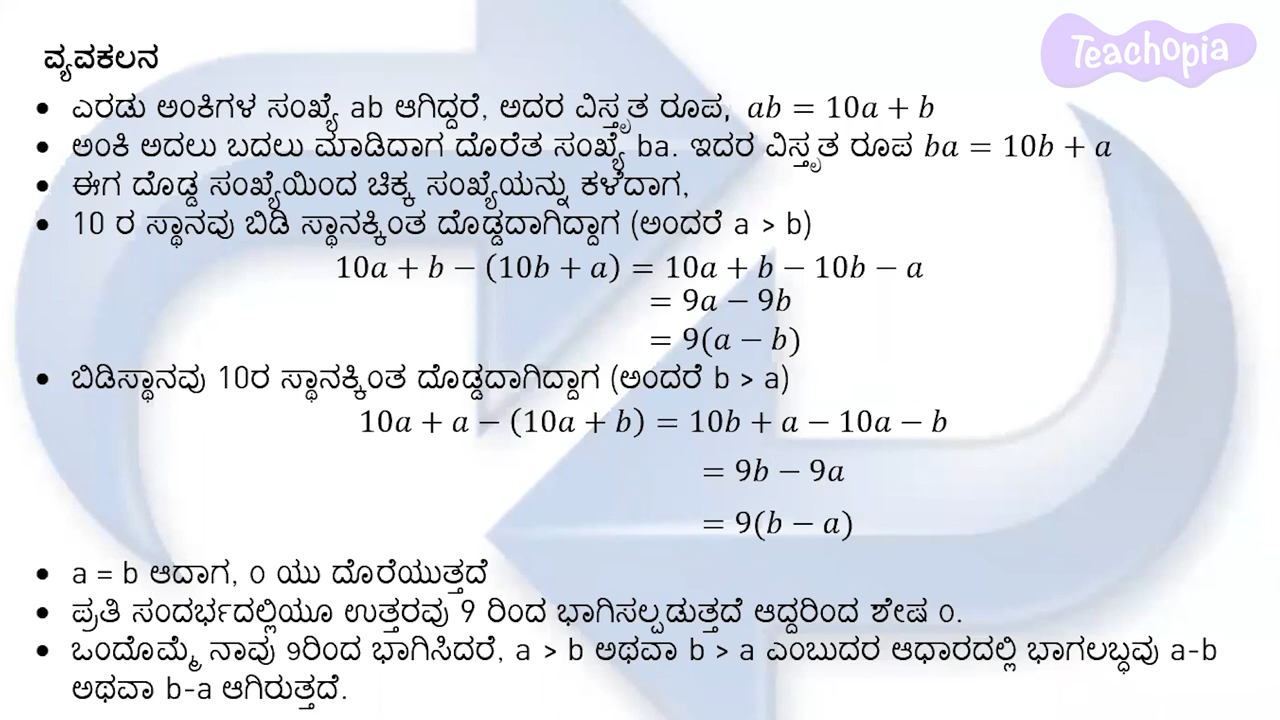 Teachopia
ವ್ಯವಕಲನ
• ಎರಡು ಅಂಕಿಗಳ ಸಂಖ್ಯೆ ab ಆಗಿದ್ದರೆ, ಅದರ ವಿಸ್ತೃತ ರೂಪ, ab = 10a + b
• ಅಂಕಿ ಅದಲು ಬದಲು ಮಾಡಿದಾಗ ದೊರೆತ ಸಂಖ್ಯೆ ba. ಇದರ ವಿಸ್ತೃತ ರೂಪ ba = 10b + a
• ಈಗ ದೊಡ್ಡ ಸಂಖ್ಯೆಯಿಂದ ಚಿಕ್ಕ ಸಂಖ್ಯೆಯನ್ನು ಕಳೆದಾಗ,
• 10 ರ ಸ್ಥಾನವು ಬಿಡಿ ಸ್ಥಾನಕ್ಕಿಂತ ದೊಡ್ಡದಾಗಿದ್ದಾಗ (ಅಂದರೆ a > b)
10a + b − (10b + a) = 10a + b − 10b − a
= 9a − 9b
= 9(a − b)
• ಬಿಡಿಸ್ಥಾನವು 10ರ ಸ್ಥಾನಕ್ಕಿಂತ ದೊಡ್ಡದಾಗಿದ್ದಾಗ (ಅಂದರೆ b > a)
10a + a − (10a + b) = 10b + a − 10a − b
= 9b − 9a
= 9(b − a)
• a = b ಆದಾಗ, 0 ಯು ದೊರೆಯುತ್ತದೆ
• ಪ್ರತಿ ಸಂದರ್ಭದಲ್ಲಿಯೂ ಉತ್ತರವು 9 ರಿಂದ ಭಾಗಿಸಲ್ಪಡುತ್ತದೆ ಆದ್ದರಿಂದ ಶೇಷ 0.
• ಒಂದೊಮ್ಮೆ ನಾವು 9ರಿಂದ ಭಾಗಿಸಿದರೆ, a > b ಅಥವಾ b > a ಎಂಬುದರ ಆಧಾರದಲ್ಲಿ ಭಾಗಲಬ್ಧವು a-b
ಅಥವಾ b-a ಆಗಿರುತ್ತದೆ.